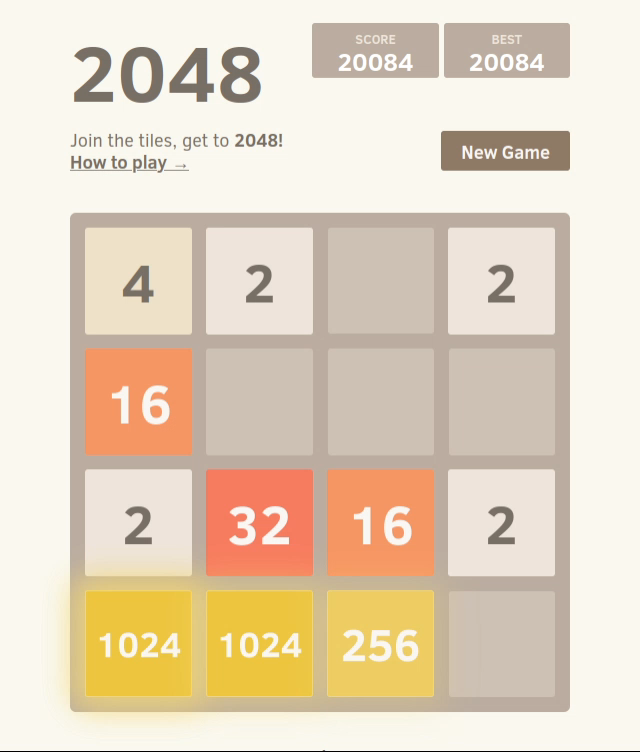 2048
SCORE
20084
BEST
20084
Join the tiles, get to 2048!
How to play →
New Game
4 2 2
16
2 32 16 2
1024 1024 256